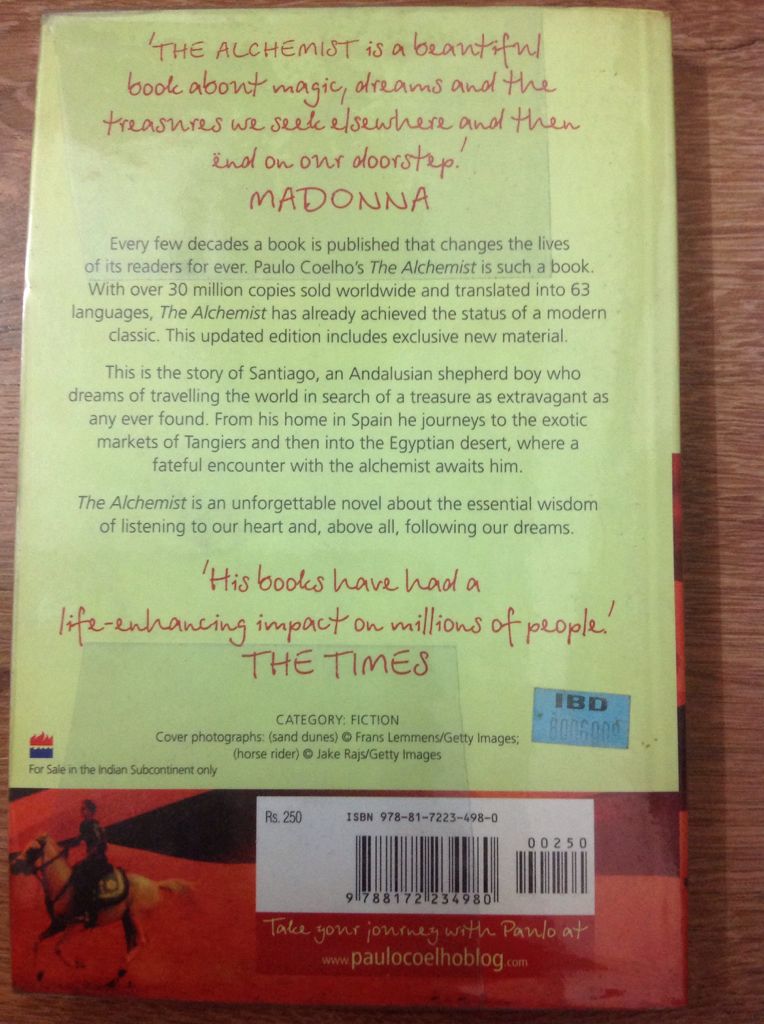 'THE ALCHEMIST is a beautiful
book about magic, dreams and the
treasures we seek elsewhere and then
end on our doorstep.'
MADONNA
Every few decades a book is published that changes the lives
of its readers for ever. Paulo Coelho's The Alchemist is such a book.
With over 30 million copies sold worldwide and translated into 63
languages, The Alchemist has already achieved the status of a modern
classic. This updated edition includes exclusive new material.
This is the story of Santiago, an Andalusian shepherd boy who
dreams of travelling the world in search of a treasure as extravagant as
any ever found. From his home in Spain he journeys to the exotic
markets of Tangiers and then into the Egyptian desert, where a
fateful encounter with the alchemist awaits him.
The Alchemist is an unforgettable novel about the essential wisdom
of listening to our heart and, above all, following our dreams.
'His books have had a
life-enhancing impact on millions of people.'
THE TIMES
IBD
CATEGORY: FICTION
Cover photographs: (sand dunes) © Frans Lemmens/Getty Images;
(horse rider) © Jake Rajs/Getty Images
For Sale in the Indian Subcontinent only
Rs. 250
ISBN 978-81-7223-498-0
00250
9 788172 234980
Take your journey with Paulo at
www.paulocoelhoblog.com